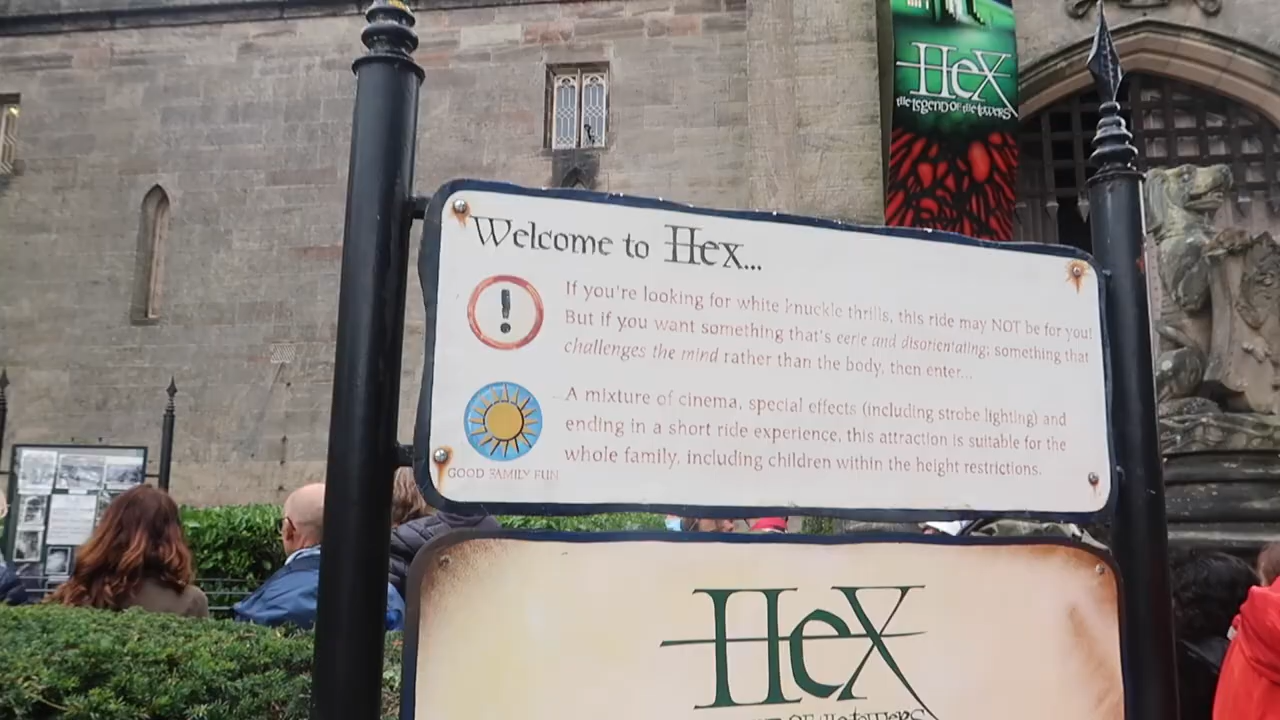 HeX
the LEGEND OF the towers
Welcome to Hex...
If you're looking for white knuckle thrills, this ride may NOT be for you!
But if you want something that's eerie and disorientating; something that
challenges the mind rather than the body, then enter...
A mixture of cinema, special effects (including strobe lighting) and
ending in a short ride experience, this attraction is suitable for the
whole family, including children within the height restrictions.
GOOD FAMILY FUN
HeX
OF the towers